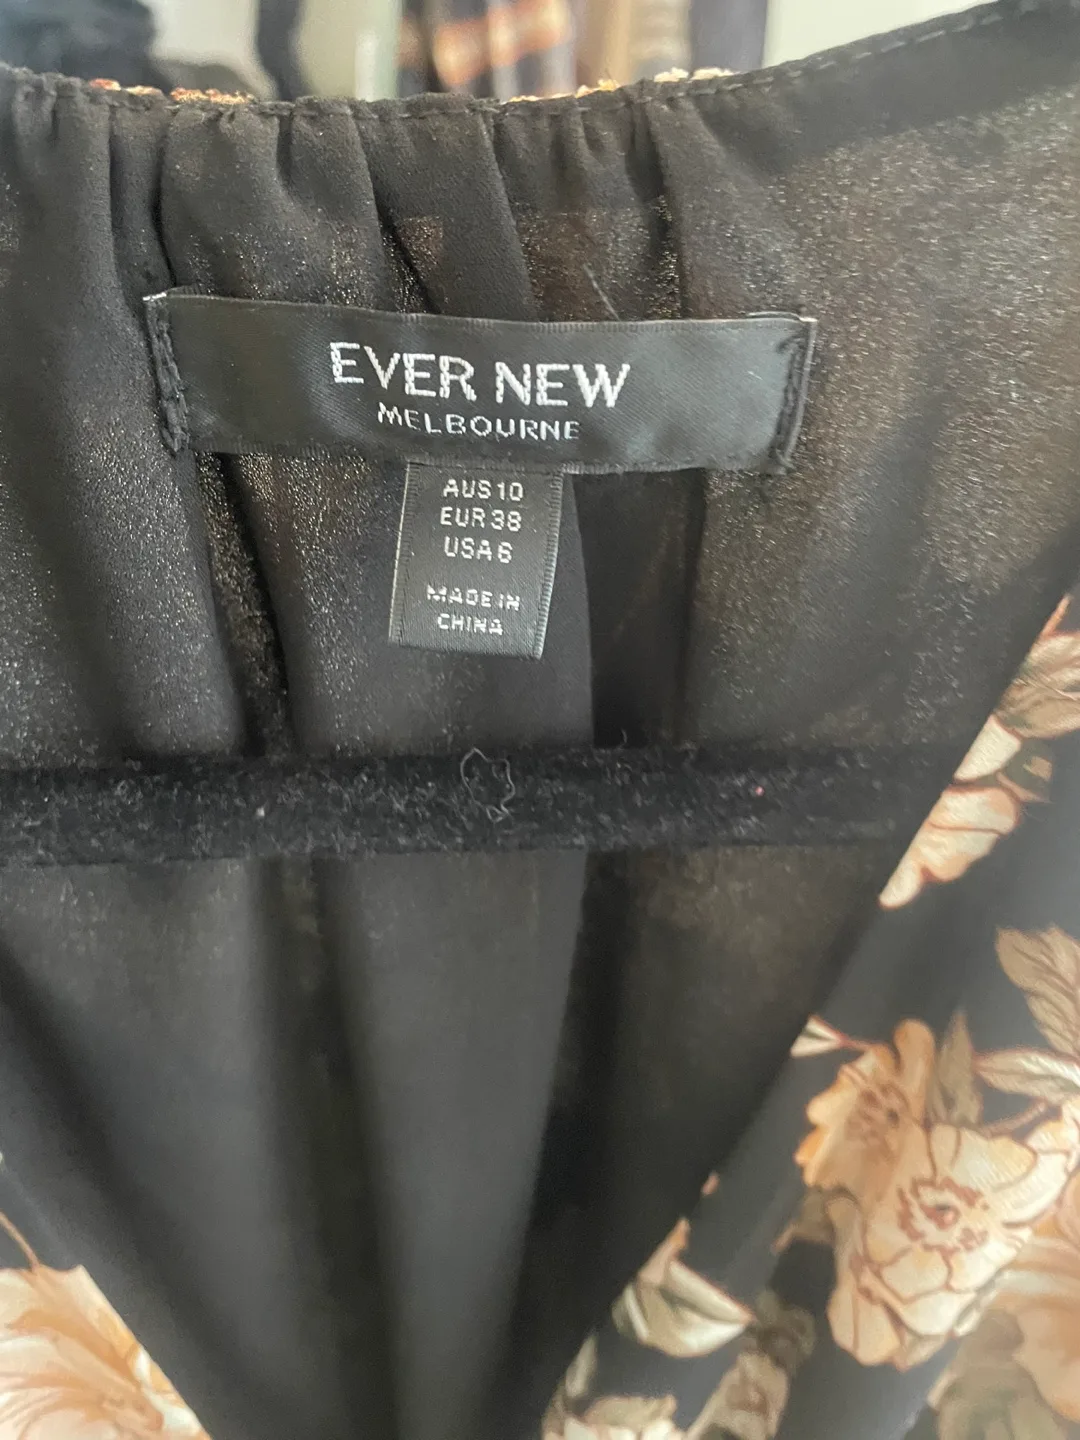 EVER NEW
MELBOURNE
AUS 10
EUR 38
USA 6
MADE IN
CHINA